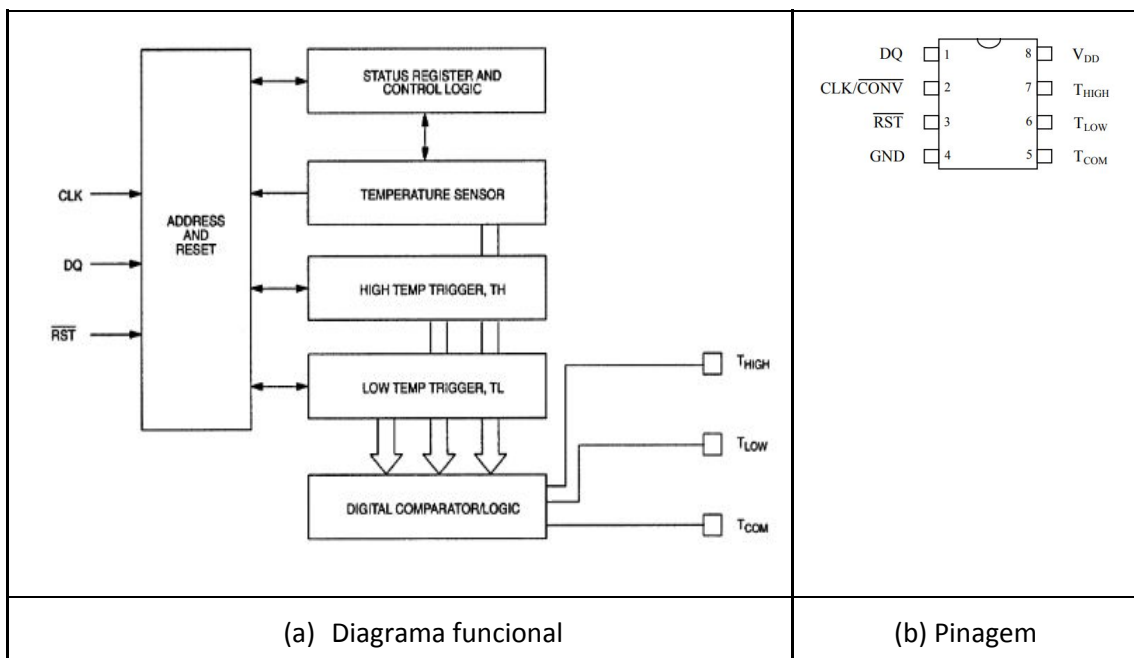 STATUS REGISTER AND
CONTROL LOGIC
TEMPERATURE SENSOR
CLK
ADDRESS
AND
RESET
DQ
HIGH TEMP TRIGGER, TH
RST
LOW TEMP TRIGGER, TL
THIGH
TLOW
DIGITAL COMPARATOR/LOGIC
TCOM
(a) Diagrama funcional
DQ 1 8 VDD
CLK/CONV 2 7 THIGH
RST 3 6 TLOW
GND 4 5 TCOM
(b) Pinagem